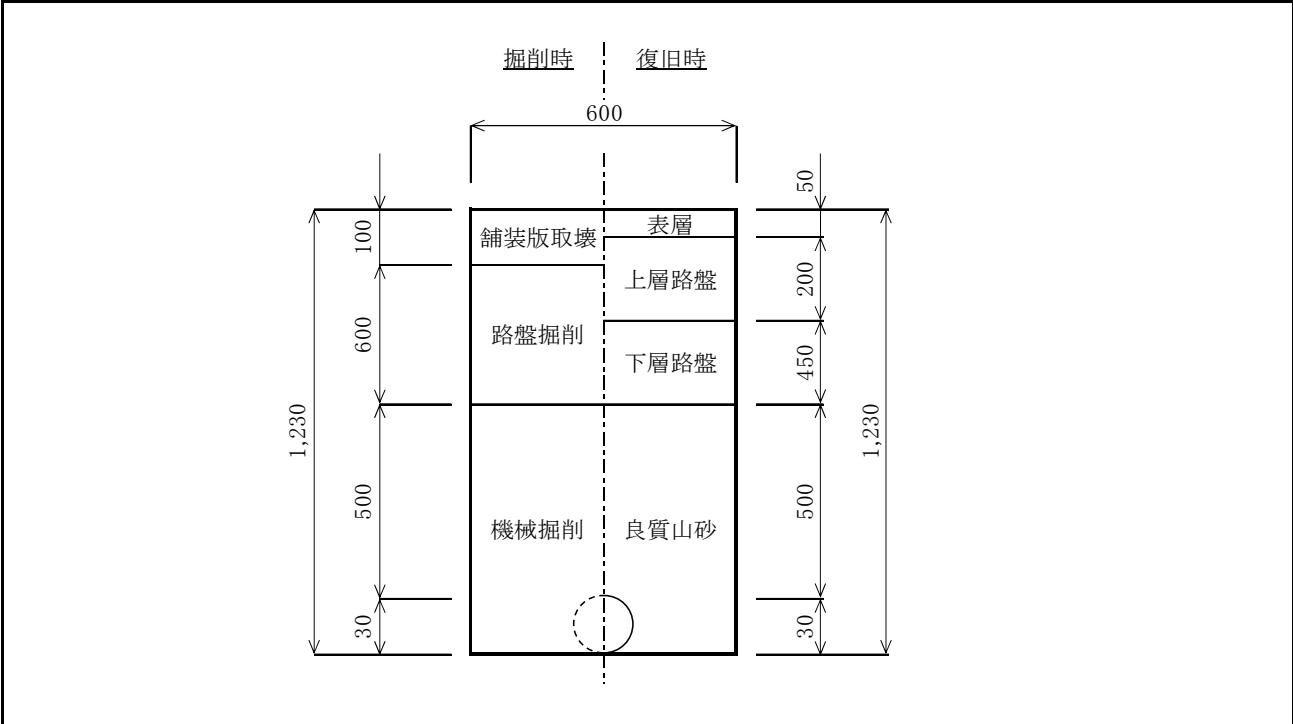 掘削時 復旧時
600
50
100 舗装版取壊 表層
上層路盤 200
600 路盤掘削
下層路盤 450
1,230 1,230
500 機械掘削 良質山砂 500
30 30